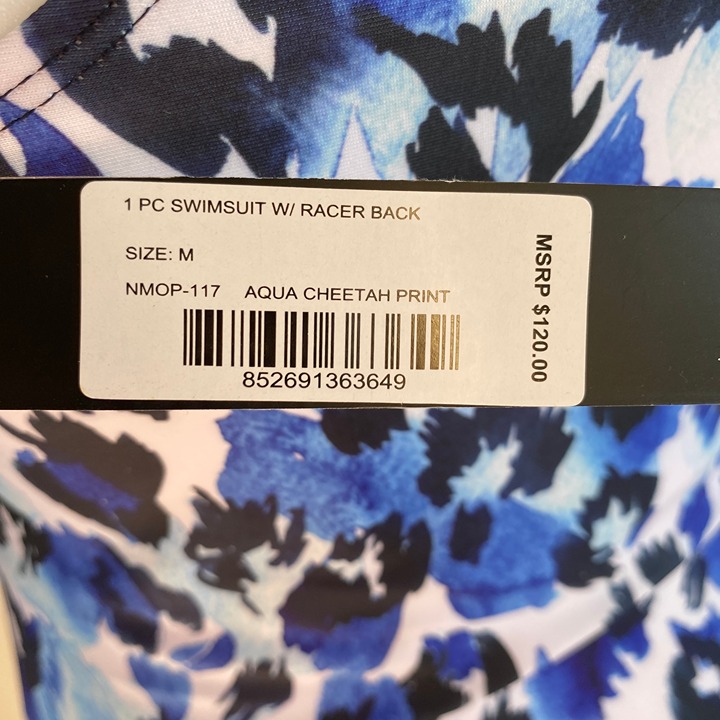 1 PC SWIMSUIT W/ RACER BACK
SIZE: M
NMOP-117 AQUA CHEETAH PRINT
852691363649
MSRP $120.00